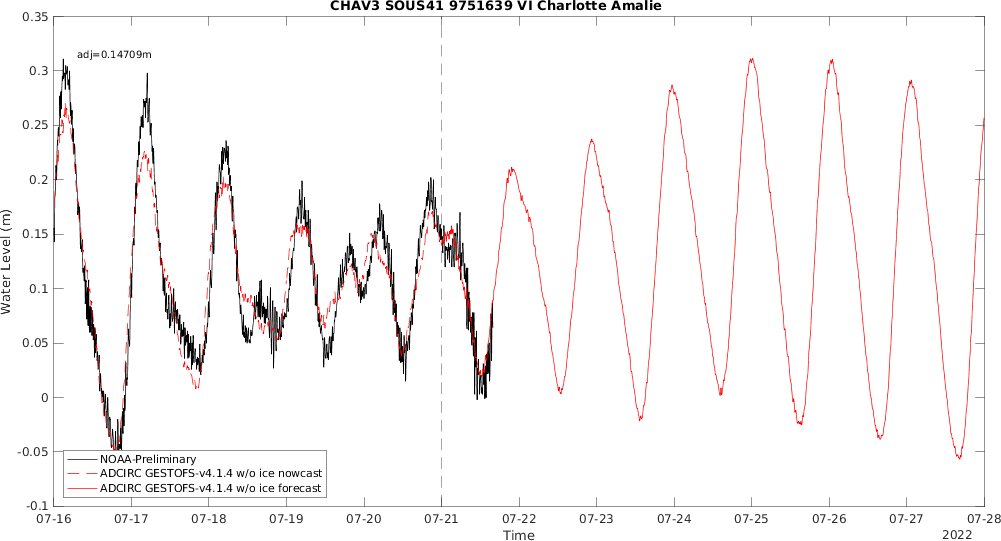 CHAV3 SOUS41 9751639 VI Charlotte Amalie
0.35
adj=0.14709m
0.3
0.25
0.2
0.15
0.1
0.05
0
-0.05
-0.1
Water Level (m)
NOAA-Preliminary
ADCIRC GESTOFS-v4.1.4 w/o ice nowcast
ADCIRC GESTOFS-v4.1.4 w/o ice forecast
07-16 07-17 07-18 07-19 07-20 07-21 07-22 07-23 07-24 07-25 07-26 07-27 07-28
Time
2022